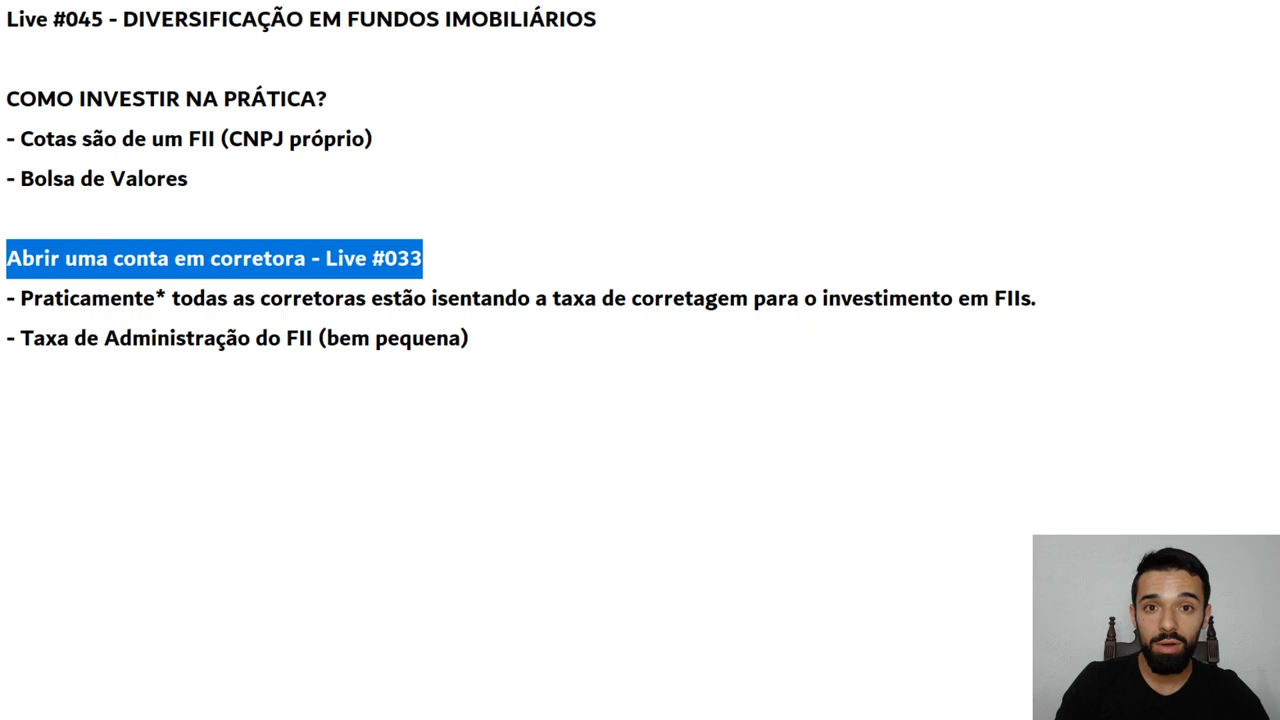 Live #045 - DIVERSIFICAÇÃO EM FUNDOS IMOBILIÁRIOS
COMO INVESTIR NA PRÁTICA?
- Cotas são de um FII (CNPJ próprio)
- Bolsa de Valores
Abrir uma conta em corretora - Live #033
- Praticamente* todas as corretoras estão isentando a taxa de corretagem para o investimento em FIIs.
- Taxa de Administração do FII (bem pequena)